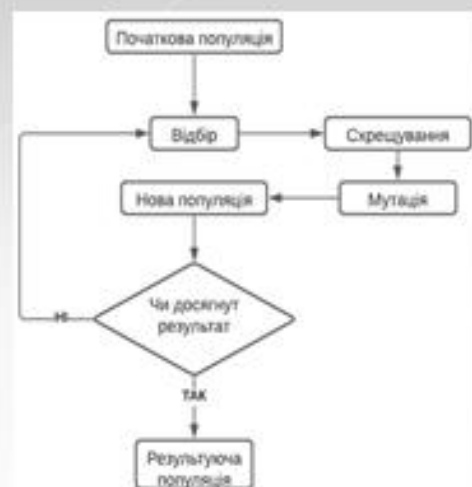 Початкова популяція
Відбір
Схрещування
Нова популяція
Мутація
Чи досягнут
результат
НІ
ТАК
Результуюча
популяція